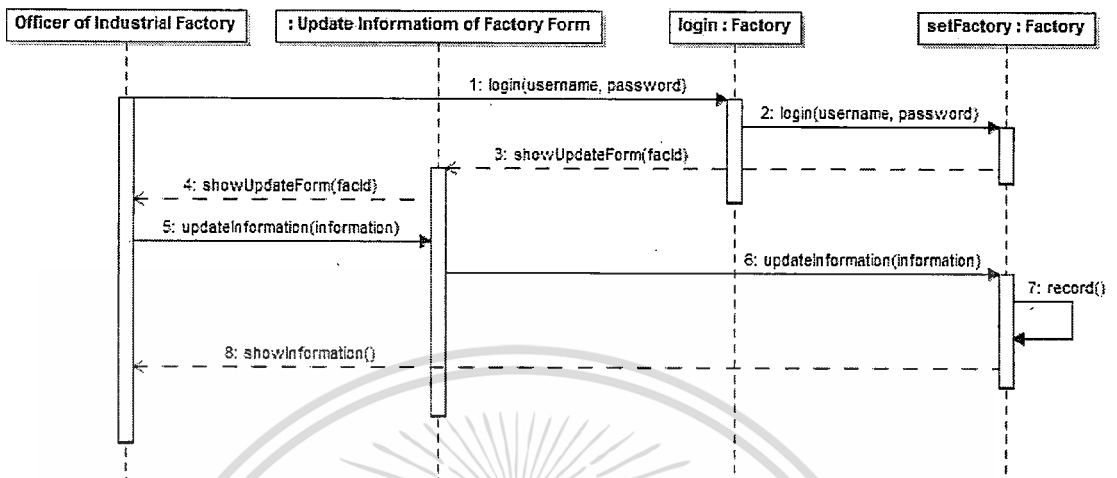 Officer of Industrial Factory
: Update Informatiom of Factory Form
login : Factory
setFactory : Factory
1: login(username, password)
2: login(username, password)
3: showUpdateForm(facId)
4: showUpdateForm(facId)
5: updateInformation(information)
6: updateInformation(information)
7: record()
8: showInformation()